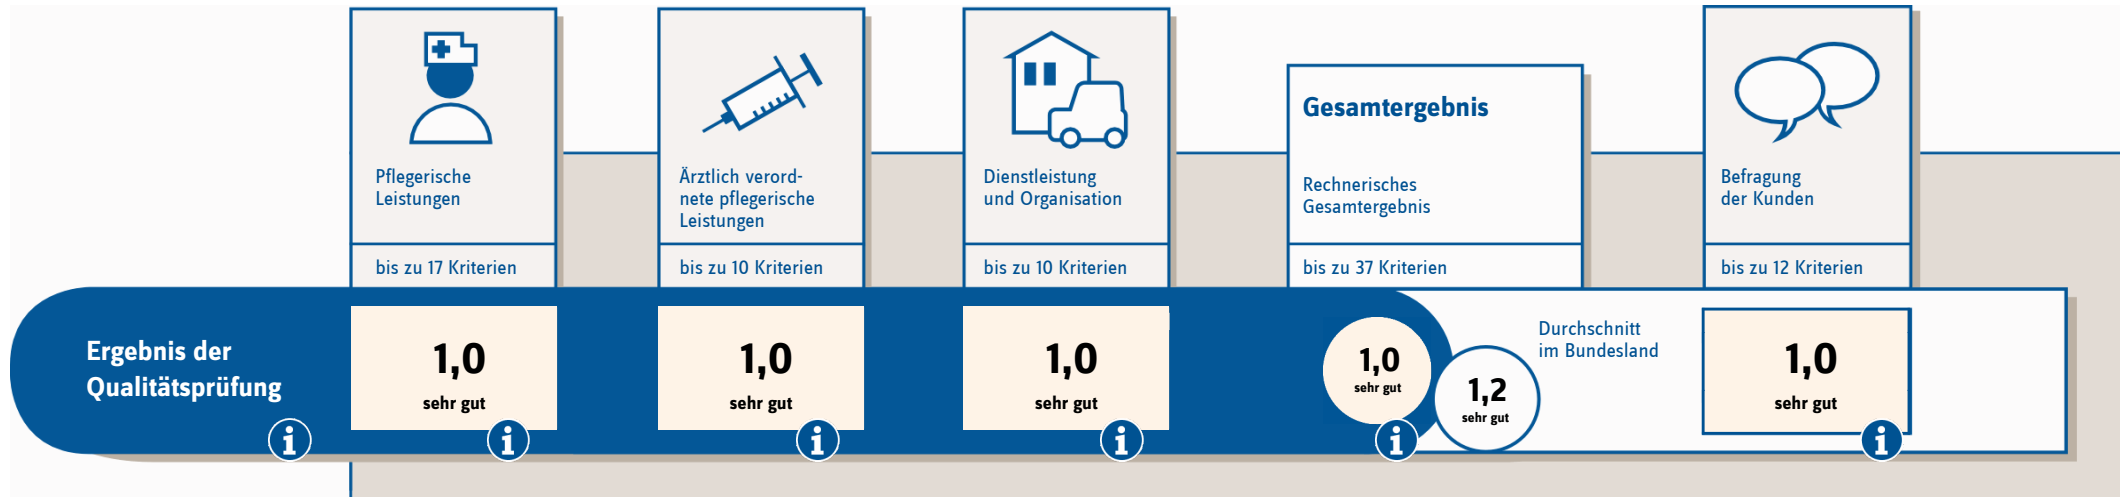 Pflegerische
Leistungen
bis zu 17 Kriterien
Ärztlich verord-
nete pflegerische
Leistungen
bis zu 10 Kriterien
Dienstleistung
und Organisation
bis zu 10 Kriterien
Gesamtergebnis
Rechnerisches
Gesamtergebnis
bis zu 37 Kriterien
Befragung
der Kunden
bis zu 12 Kriterien
Ergebnis der
Qualitätsprüfung
i
1,0
sehr gut
i
1,0
sehr gut
i
1,0
sehr gut
i
1,0
sehr gut
i
1,2
sehr gut
Durchschnitt
im Bundesland
1,0
sehr gut
i